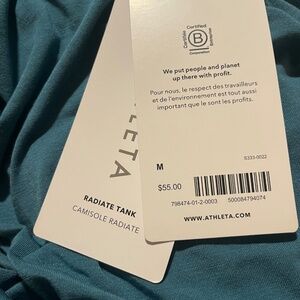 Certified
B
Corporation
We put people and planet
up there with profit.
Pour nous, le respect des travailleurs
et de l'environnement est tout aussi
important que le sont les profits.
S333-0022
M
$55.00
798474-01-2-0003 500084794074
WWW.ATHLETA.COM
HLETA
RADIATE TANK
CAMISOLE RADIATE